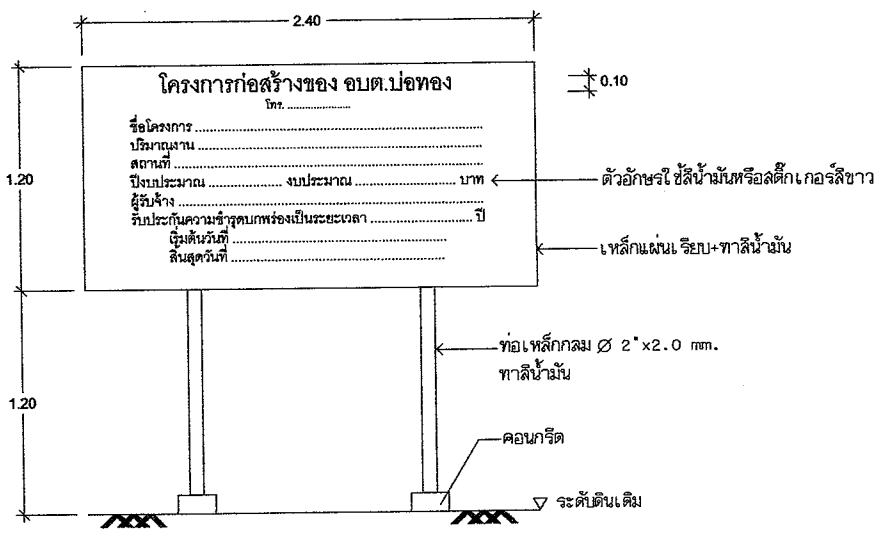 2.40
โครงการก่อสร้างของ อบต.บ่อทอง
โทร. ....................
0.10
ชื่อโครงการ ................................................................
ปริมาณงาน ................................................................
สถานที่ ................................................................
1.20
ปีงบประมาณ .................. งบประมาณ .......................... บาท
ตัวอักษรใช้สีน้ำมันหรือสติ๊กเกอร์สีขาว
ผู้รับจ้าง ................................................................
รับประกันความชำรุดบกพร่องเป็นระยะเวลา .......................... ปี
เริ่มต้นวันที่ ......................................................
สิ้นสุดวันที่ ......................................................
เหล็กแผ่นเรียบ+ทาสีน้ำมัน
ท่อเหล็กกลม Ø 2"x2.0 mm.
ทาสีน้ำมัน
1.20
คอนกรีต
ระดับดินเดิม